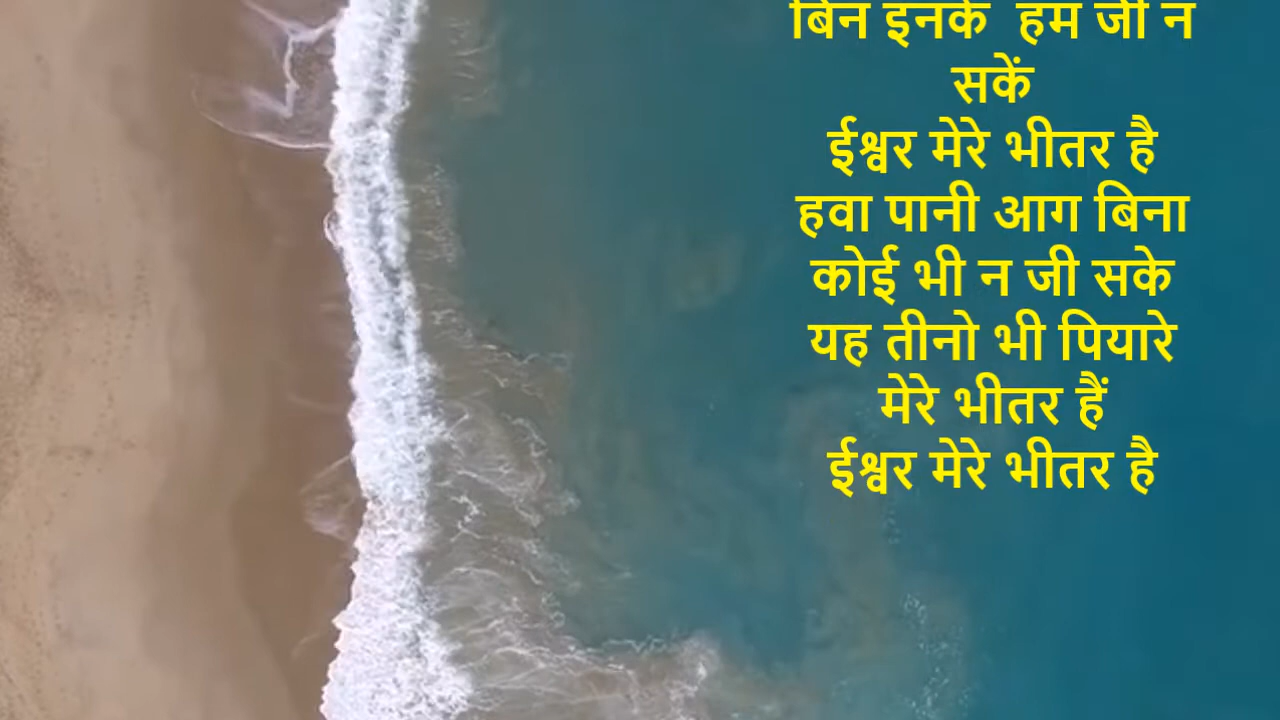 बिन इनके हम जी न
सकें
ईश्वर मेरे भीतर है
हवा पानी आग बिना
कोई भी न जी सके
यह तीनो भी पियारे
मेरे भीतर हैं
ईश्वर मेरे भीतर है